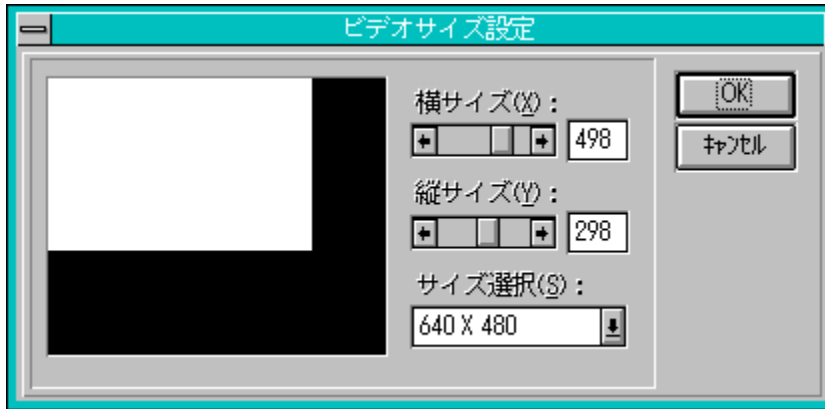 ビデオサイズ設定
横サイズ(X)：
498
縦サイズ(Y)：
298
サイズ選択(S)：
640 X 480
OK
ｷｬﾝｾﾙ